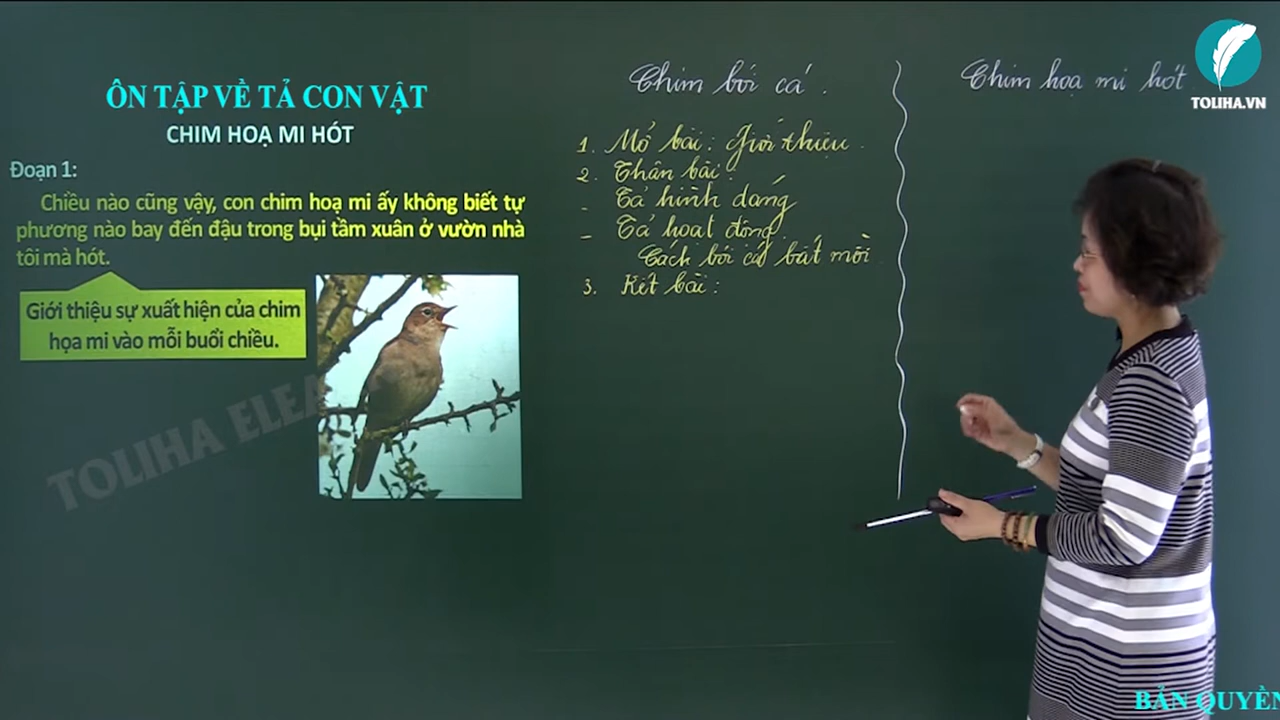 ÔN TẬP VỀ TẢ CON VẬT
CHIM HOẠ MI HÓT
Đoạn 1:
Chiều nào cũng vậy, con chim hoạ mi ấy không biết tự
phương nào bay đến đậu trong bụi tầm xuân ở vườn nhà
tôi mà hót.
Giới thiệu sự xuất hiện của chim
họa mi vào mỗi buổi chiều.
TOLIHA ELEA
Chim bói cá.
1. Mở bài: Giới thiệu.
2. Thân bài:
- Tả hình dáng
- Tả hoạt động
Cách bói cá bắt mồi
3. Kết bài:
Chim hoạ mi hót
TOLIHA.VN
BẢN QUYỀN